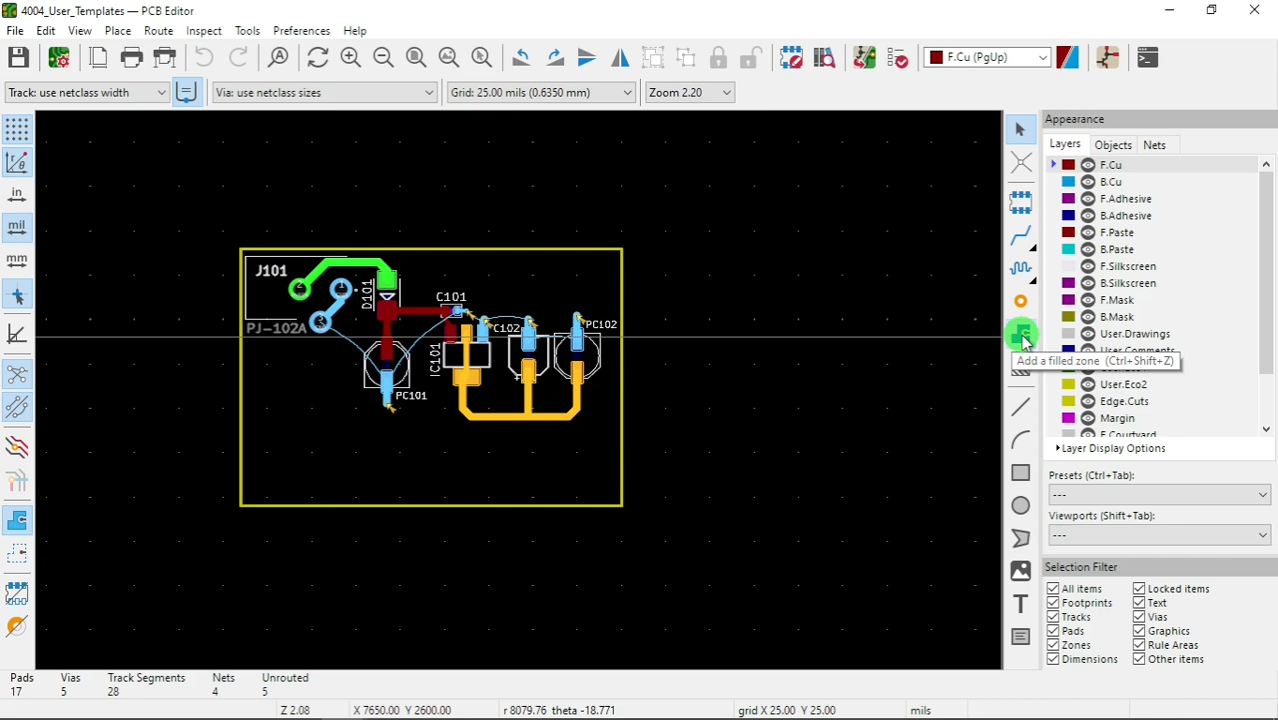 4004_User_Templates — PCB Editor
File Edit View Place Route Inspect Tools Preferences Help
F.Cu (PgUp)
Track: use netclass width Via: use netclass sizes Grid: 25.00 mils (0.6350 mm) Zoom 2.20
Appearance
Layers Objects Nets
F.Cu
B.Cu
F.Adhesive
B.Adhesive
F.Paste
B.Paste
F.Silkscreen
B.Silkscreen
F.Mask
B.Mask
User.Drawings
User.Comments
Add a filled zone (Ctrl+Shift+Z)
User.Eco2
Edge.Cuts
Margin
F.Courtyard
Layer Display Options
Presets (Ctrl+Tab):
---
Viewports (Shift+Tab):
---
Selection Filter
All items Locked items
Footprints Text
Tracks Vias
Pads Graphics
Zones Rule Areas
Dimensions Other items
in
mil
mm
J101
D101
C101
PJ-102A
C102
PC102
IC101
PC101
Pads Vias Track Segments Nets Unrouted
17 5 28 4 5
Z 2.08 X 7650.00 Y 2600.00 r 8079.76 theta -18.771 grid X 25.00 Y 25.00 mils